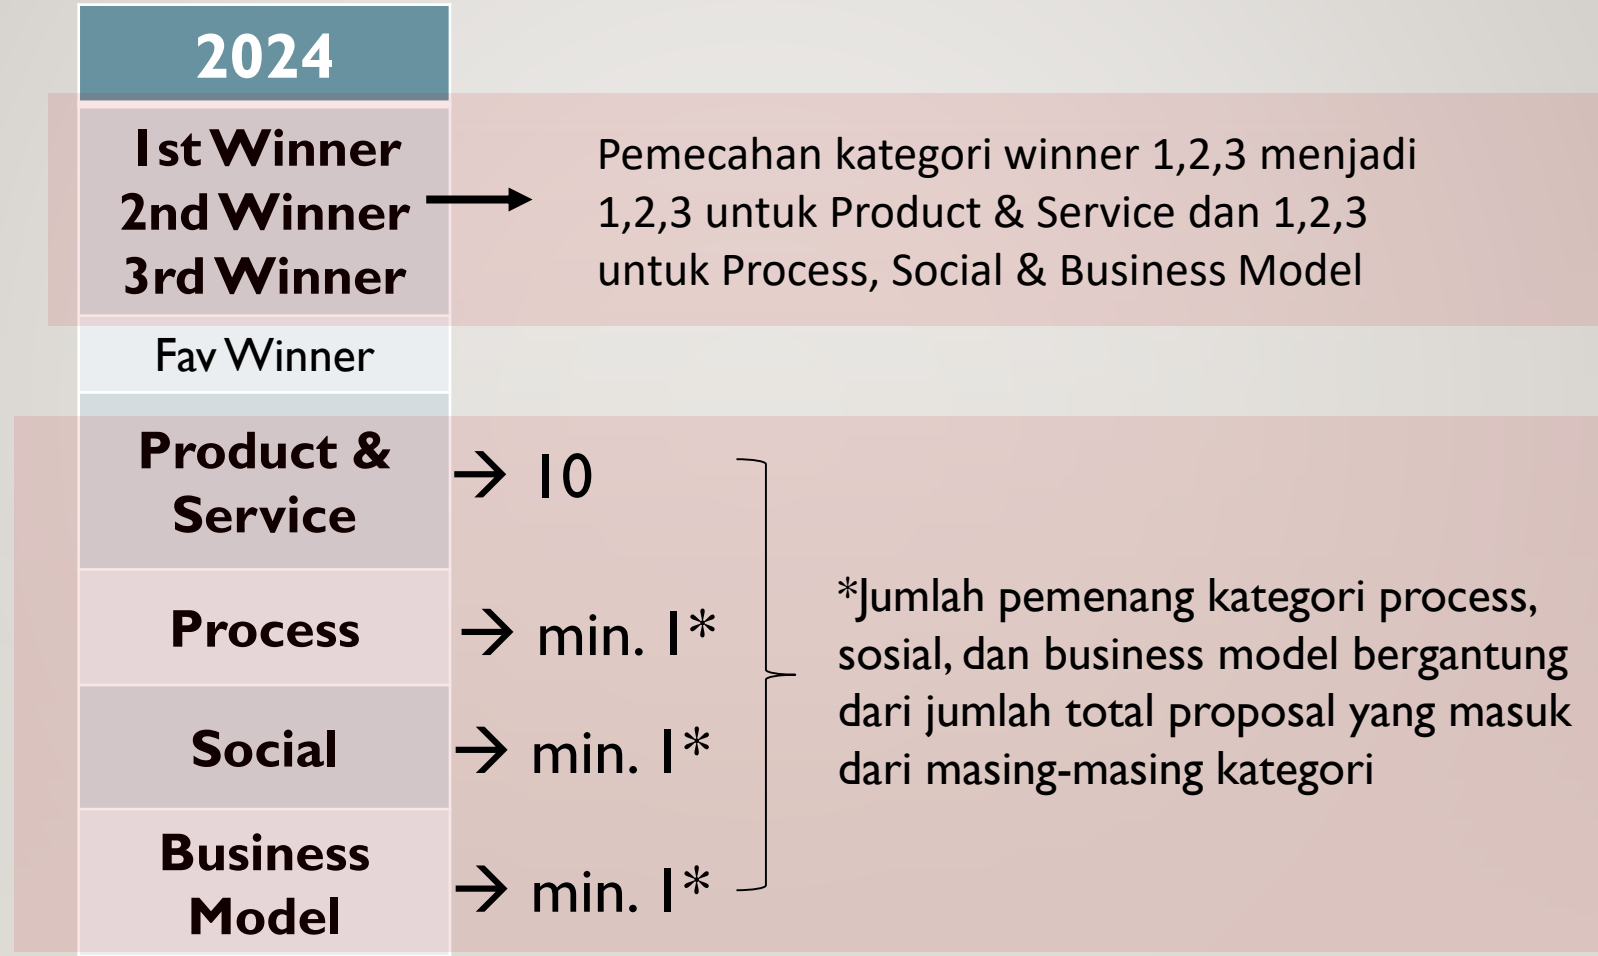 2024
1st Winner
2nd Winner
3rd Winner
Pemecahan kategori winner 1,2,3 menjadi
1,2,3 untuk Product & Service dan 1,2,3
untuk Process, Social & Business Model
Fav Winner
Product &
Service
→ 10
Process
→ min. 1*
Social
→ min. 1*
Business
Model
→ min. 1*
*Jumlah pemenang kategori process,
sosial, dan business model bergantung
dari jumlah total proposal yang masuk
dari masing-masing kategori